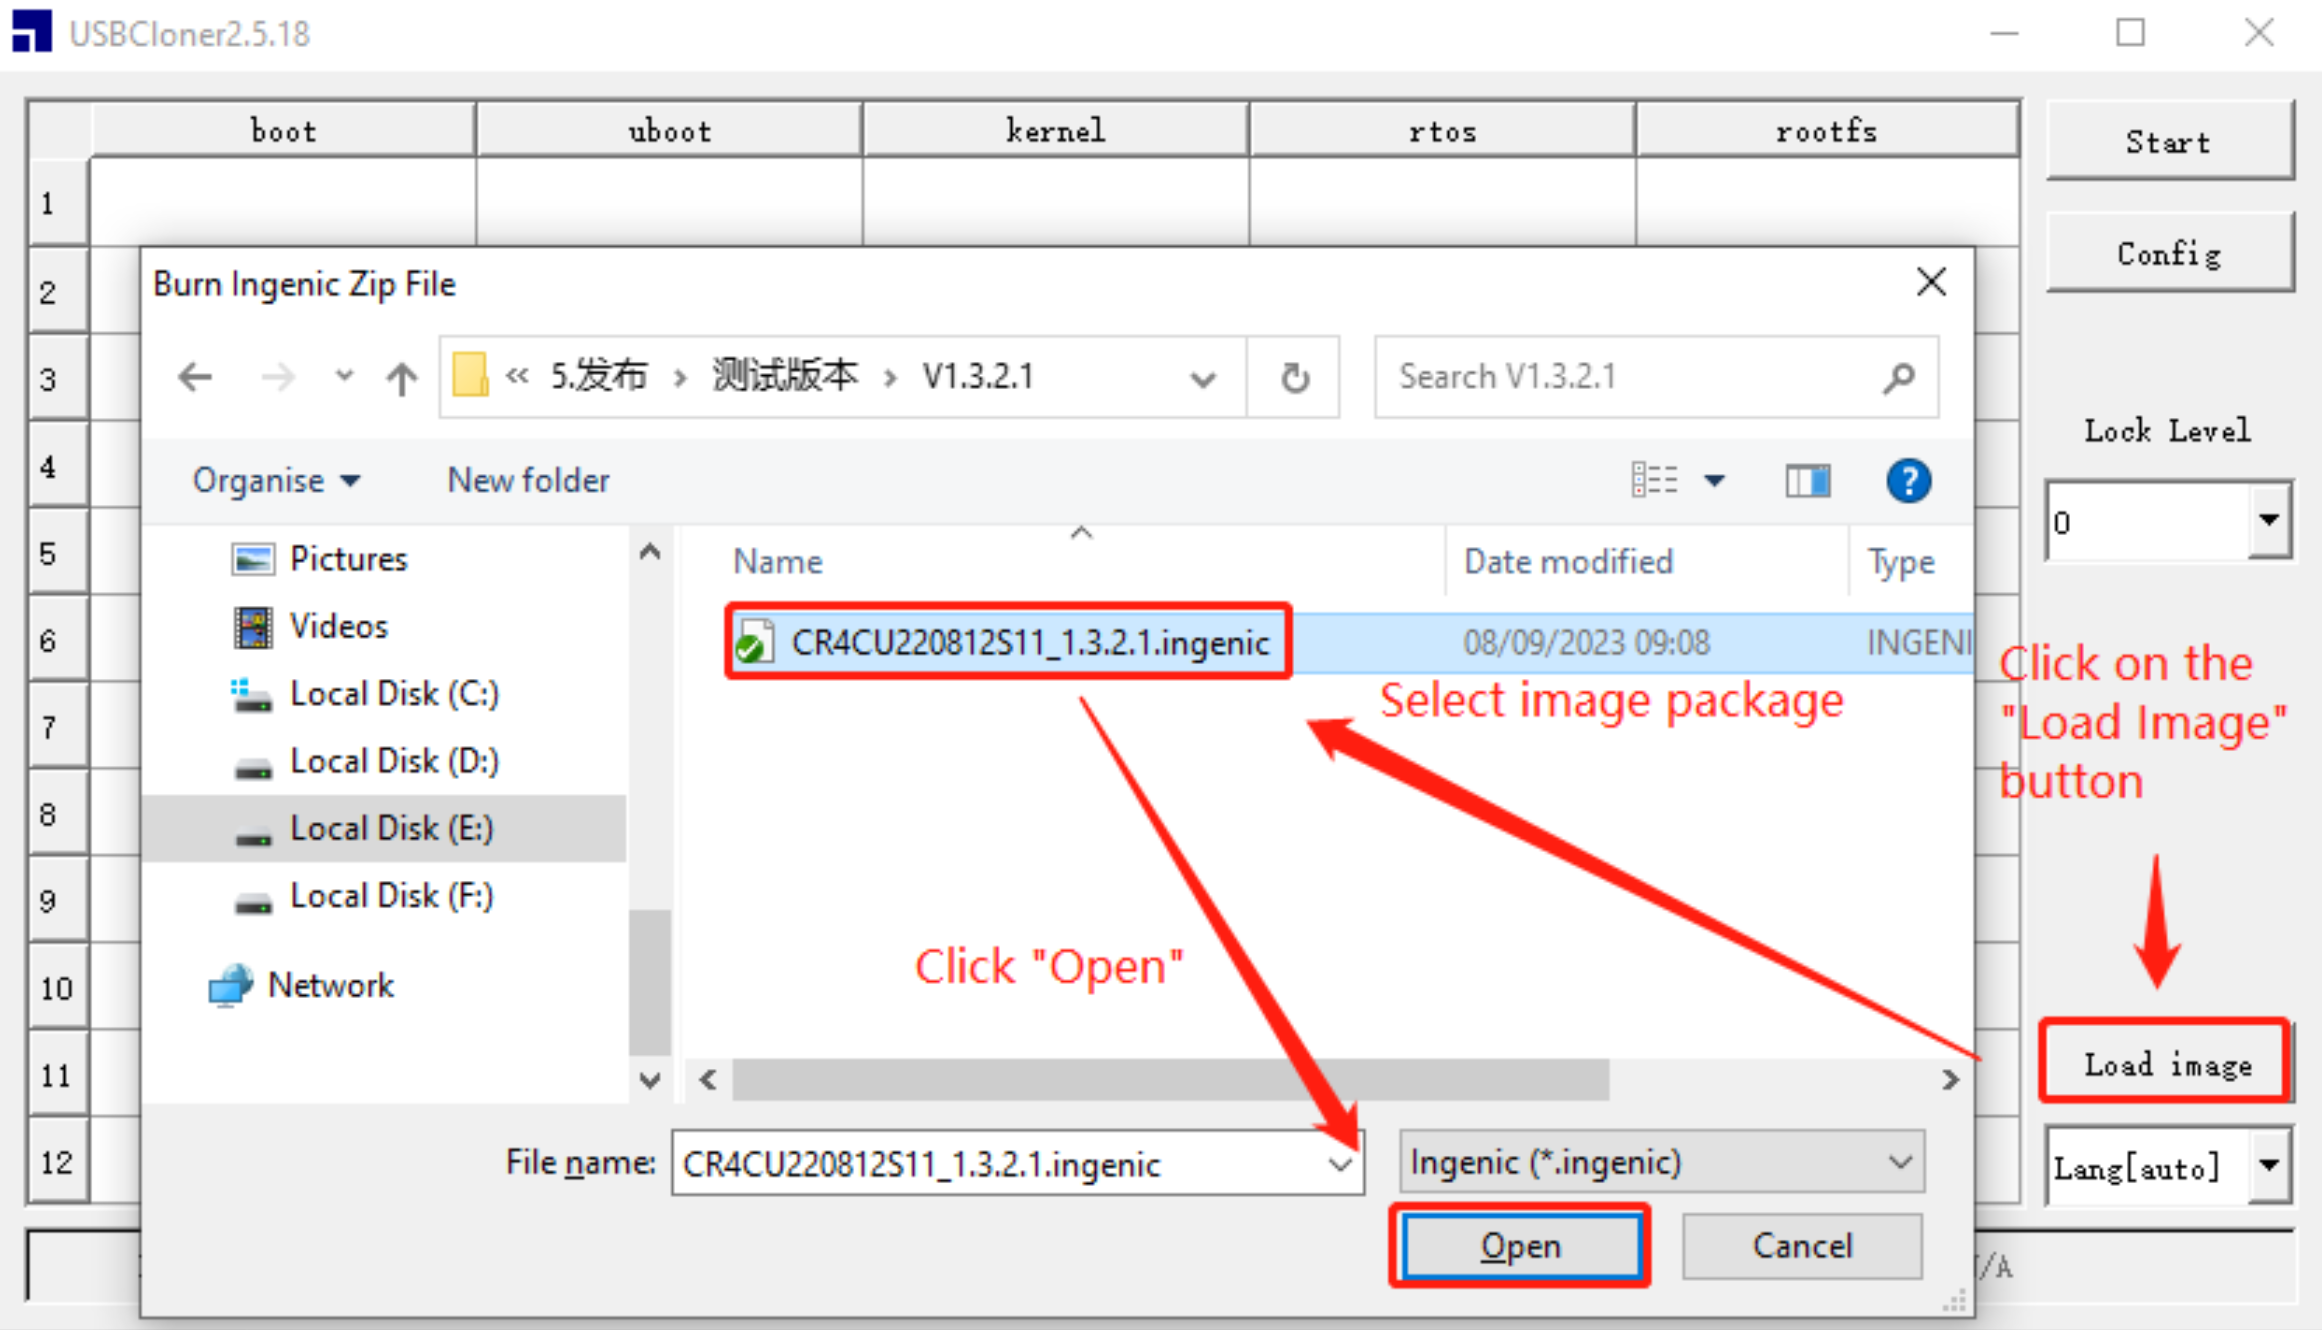 USBCloner2.5.18
boot uboot kernel rtos rootfs
Start
1
Config
2
Burn Ingenic Zip File
3
« 5.发布 › 测试版本 › V1.3.2.1
Search V1.3.2.1
Lock Level
4
Organise
New folder
?
0
5
Pictures
Name
Date modified
Type
6
Videos
CR4CU220812S11_1.3.2.1.ingenic
08/09/2023 09:08
INGENI
Click on the
"Load Image"
button
7
Local Disk (C:)
Select image package
Local Disk (D:)
8
Local Disk (E:)
9
Local Disk (F:)
Click "Open"
10
Network
11
Load image
12
File name:
CR4CU220812S11_1.3.2.1.ingenic
Ingenic (*.ingenic)
Lang[auto]
Open
Cancel
/A